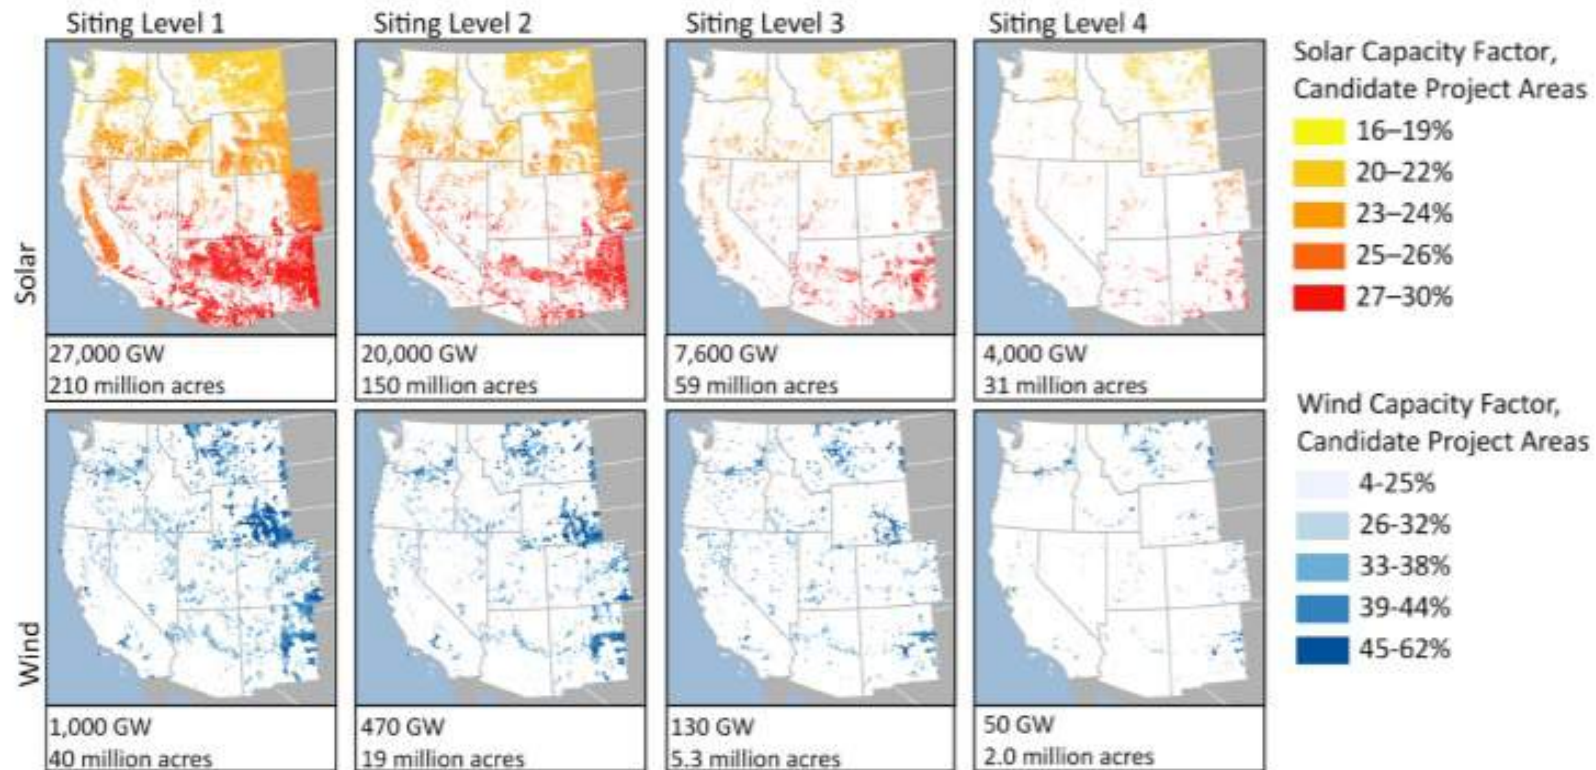 Siting Level 1
Siting Level 2
Siting Level 3
Siting Level 4
Solar
27,000 GW
210 million acres
20,000 GW
150 million acres
7,600 GW
59 million acres
4,000 GW
31 million acres
Solar Capacity Factor,
Candidate Project Areas
16–19%
20–22%
23–24%
25–26%
27–30%
Wind
1,000 GW
40 million acres
470 GW
19 million acres
130 GW
5.3 million acres
50 GW
2.0 million acres
Wind Capacity Factor,
Candidate Project Areas
4-25%
26-32%
33-38%
39-44%
45-62%